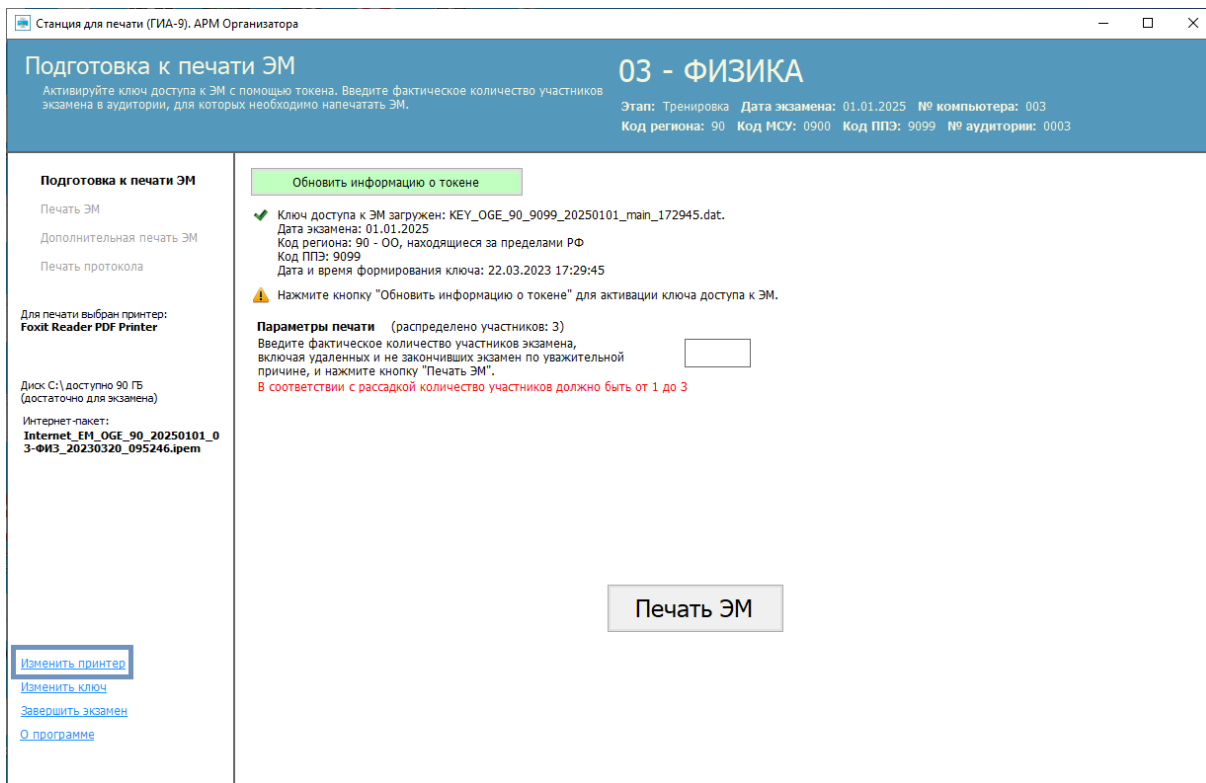 Станция для печати (ГИА-9). АРМ Организатора
Подготовка к печати ЭМ
Активируйте ключ доступа к ЭМ с помощью токена. Введите фактическое количество участников
экзамена в аудитории, для которых необходимо напечатать ЭМ.
03 - ФИЗИКА
Этап: Тренировка Дата экзамена: 01.01.2025 № компьютера: 003
Код региона: 90 Код МСУ: 0900 Код ППЭ: 9099 № аудитории: 0003
Подготовка к печати ЭМ
Печать ЭМ
Дополнительная печать ЭМ
Печать протокола
Для печати выбран принтер:
Foxit Reader PDF Printer
Диск C:\ доступно 90 ГБ
(достаточно для экзамена)
Интернет-пакет:
Internet_EM_OGE_90_20250101_0
3-ФИЗ_20230320_095246.ipem
Изменить принтер
Изменить ключ
Завершить экзамен
О программе
Обновить информацию о токене
Ключ доступа к ЭМ загружен: KEY_OGE_90_9099_20250101_main_172945.dat.
Дата экзамена: 01.01.2025
Код региона: 90 - ОО, находящиеся за пределами РФ
Код ППЭ: 9099
Дата и время формирования ключа: 22.03.2023 17:29:45
Нажмите кнопку "Обновить информацию о токене" для активации ключа доступа к ЭМ.
Параметры печати (распределено участников: 3)
Введите фактическое количество участников экзамена,
включая удаленных и не закончивших экзамен по уважительной
причине, и нажмите кнопку "Печать ЭМ".
В соответствии с рассадкой количество участников должно быть от 1 до 3
Печать ЭМ